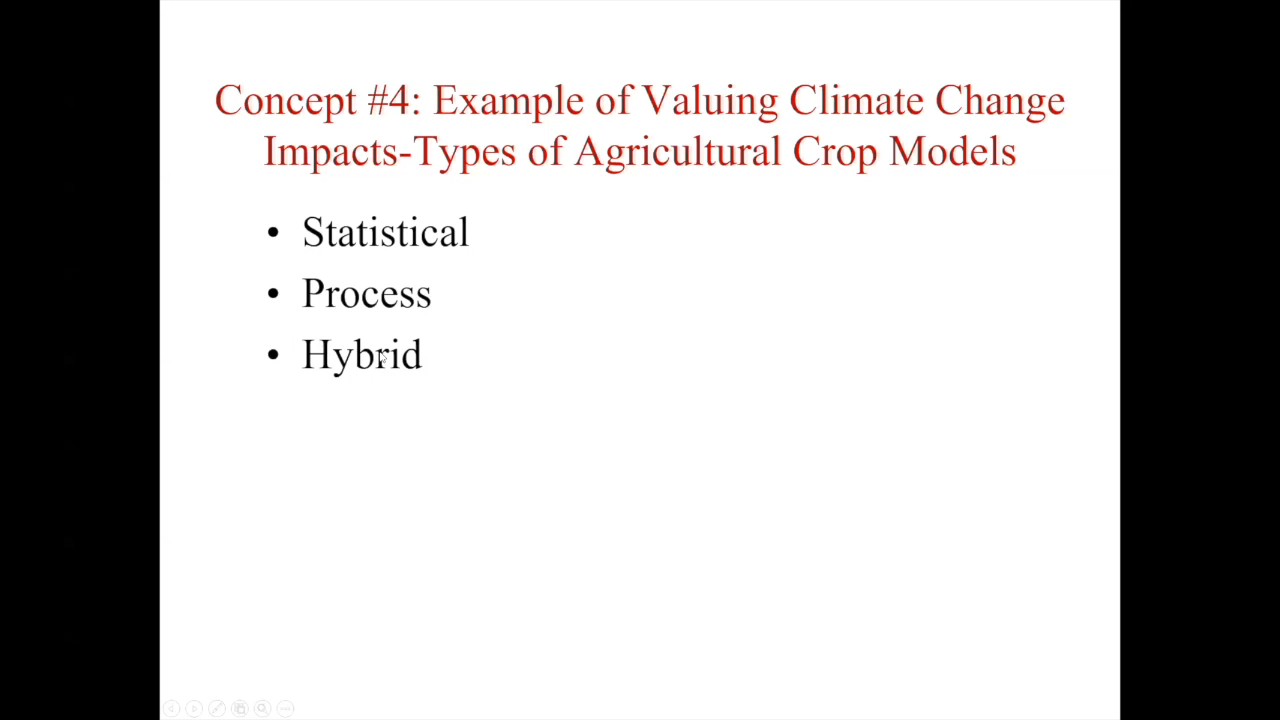 Concept #4: Example of Valuing Climate Change
Impacts-Types of Agricultural Crop Models
• Statistical
• Process
• Hybrid